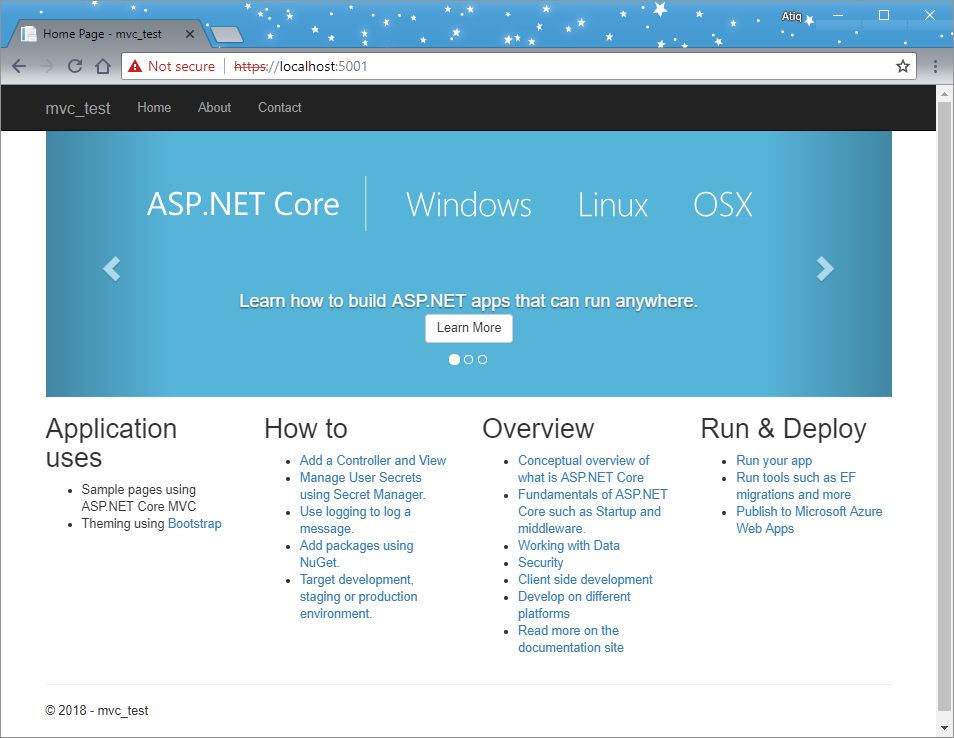 Atiq
Home Page - mvc_test
Not secure | https://localhost:5001
mvc_test Home About Contact
ASP.NET Core Windows Linux OSX
Learn how to build ASP.NET apps that can run anywhere.
Learn More
Application
uses
Sample pages using
ASP.NET Core MVC
Theming using Bootstrap
How to
Add a Controller and View
Manage User Secrets
using Secret Manager.
Use logging to log a
message.
Add packages using
NuGet.
Target development,
staging or production
environment.
Overview
Conceptual overview of
what is ASP.NET Core
Fundamentals of ASP.NET
Core such as Startup and
middleware.
Working with Data
Security
Client side development
Develop on different
platforms
Read more on the
documentation site
Run & Deploy
Run your app
Run tools such as EF
migrations and more
Publish to Microsoft Azure
Web Apps
© 2018 - mvc_test